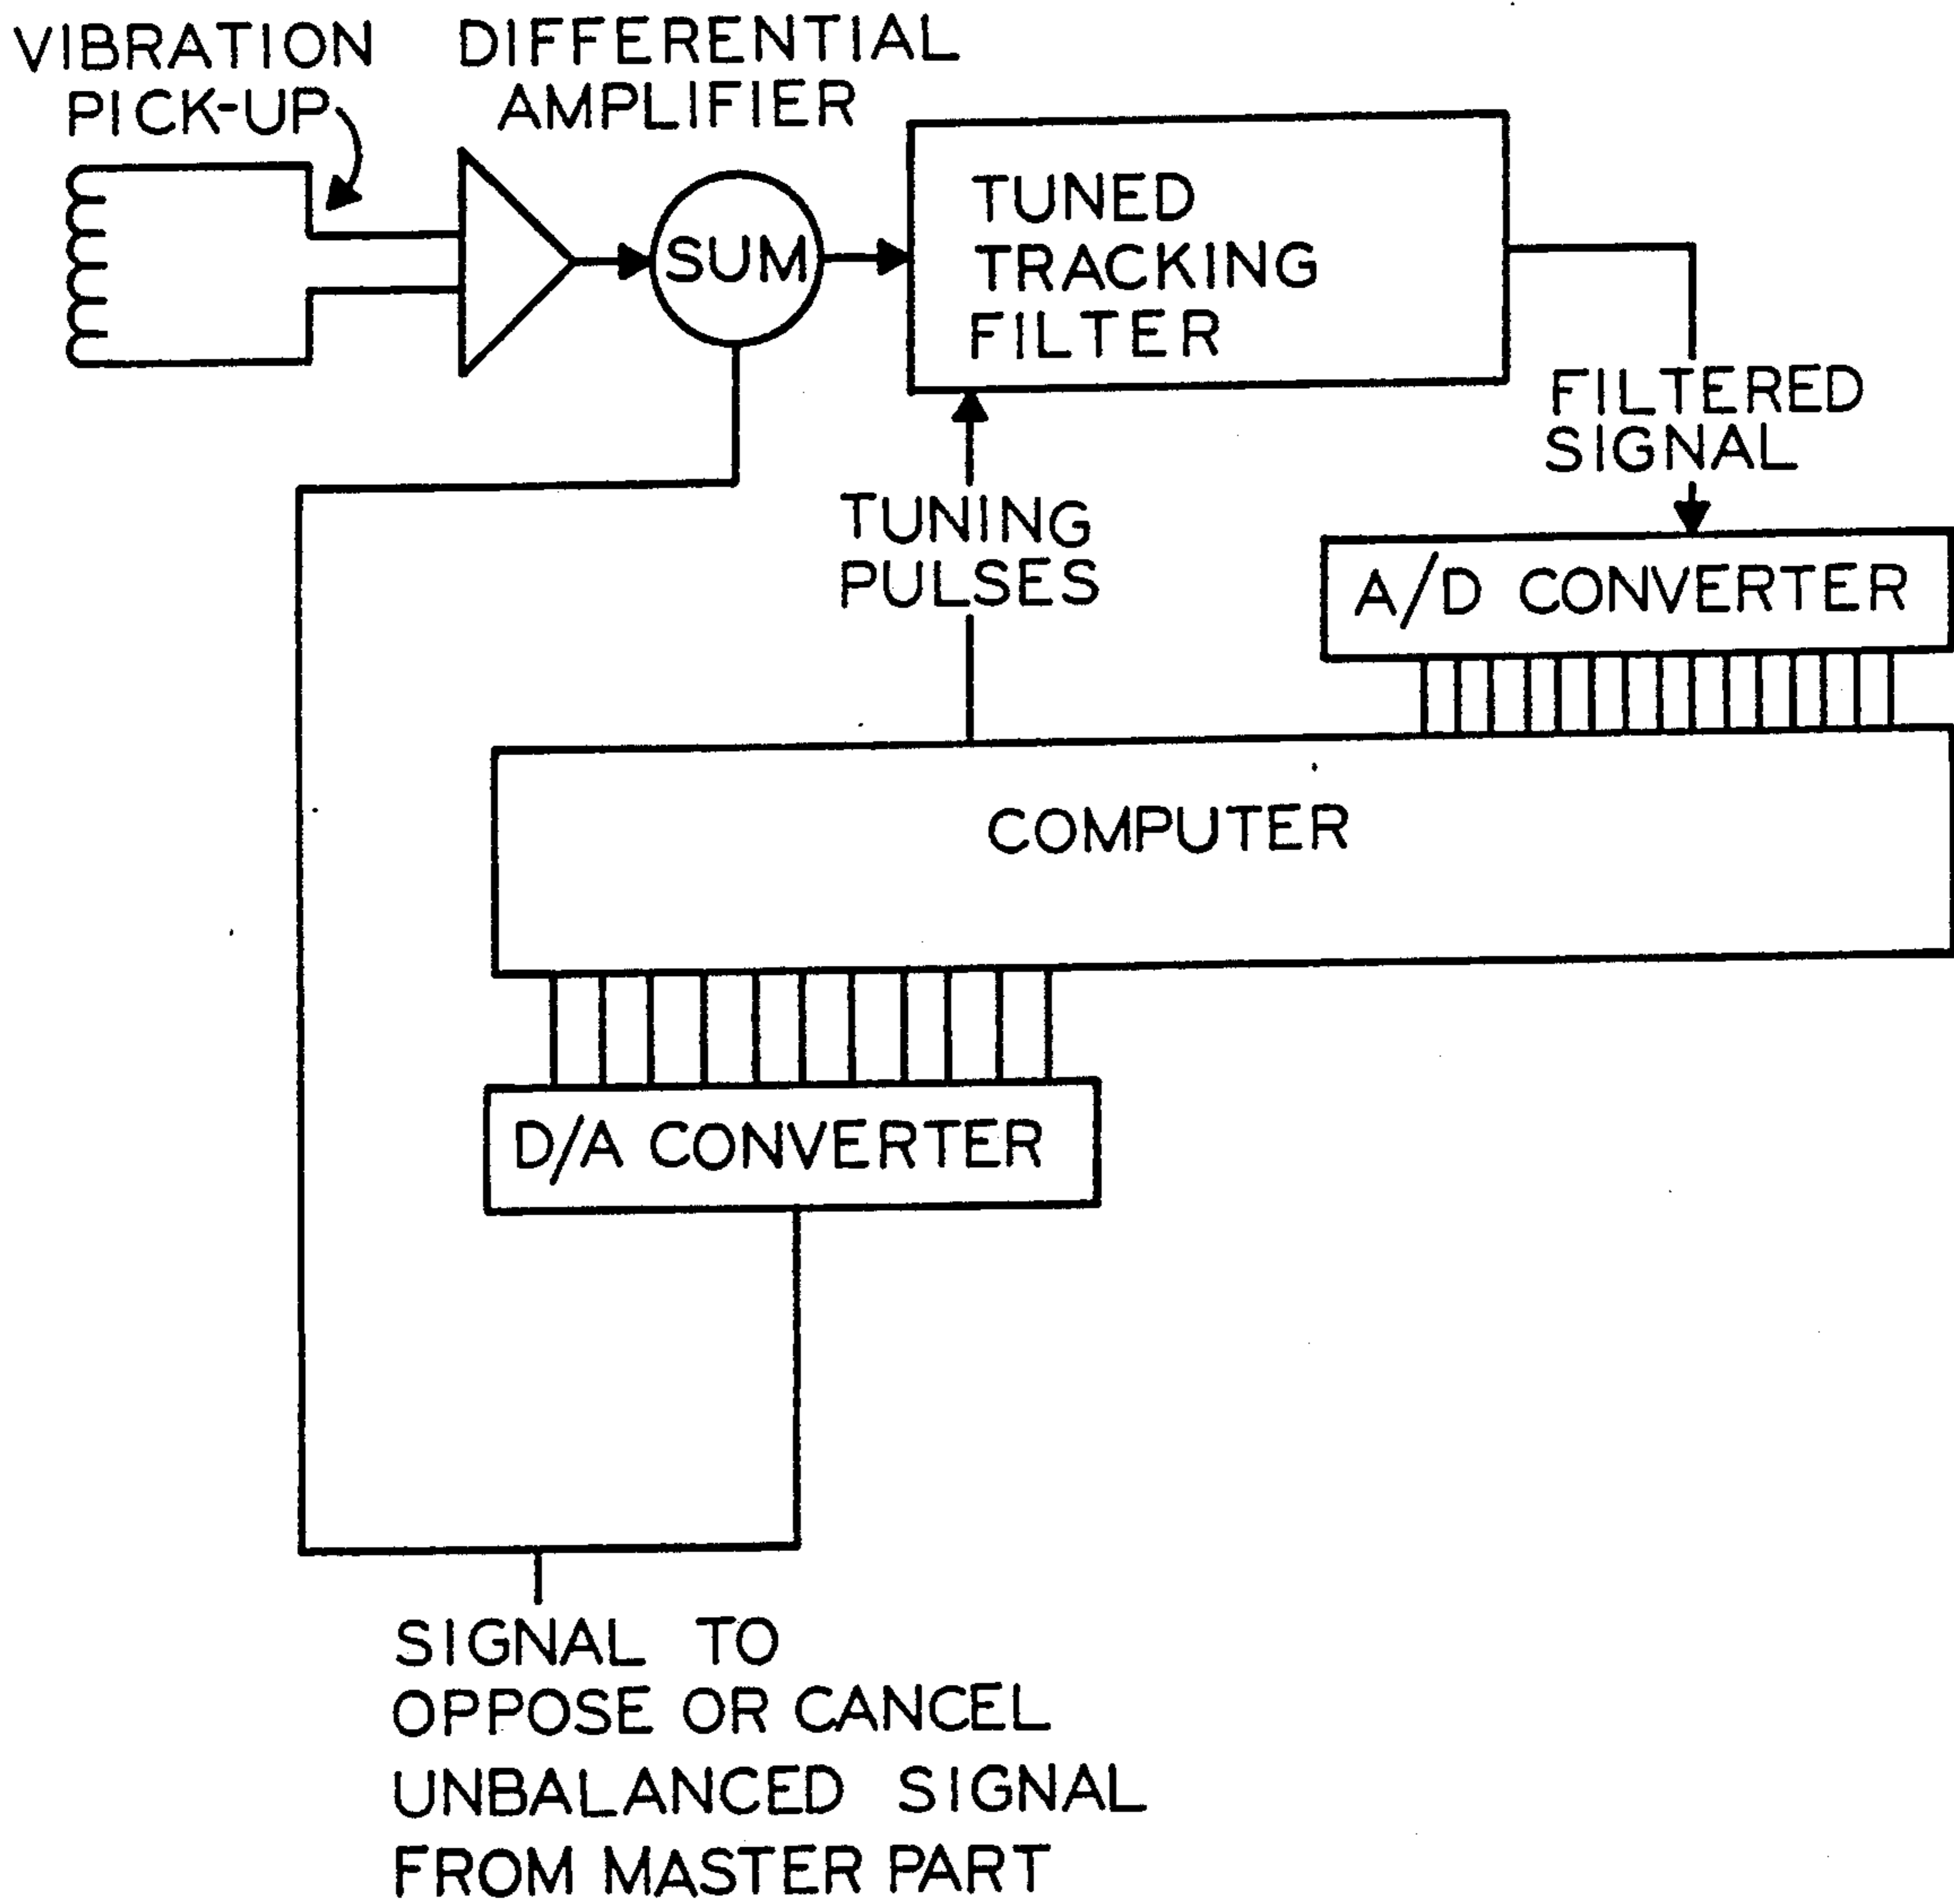 VIBRATION
PICK-UP
DIFFERENTIAL
AMPLIFIER
SUM
TUNED
TRACKING
FILTER
FILTERED
SIGNAL
TUNING
PULSES
A/D CONVERTER
COMPUTER
D/A CONVERTER
SIGNAL TO
OPPOSE OR CANCEL
UNBALANCED SIGNAL
FROM MASTER PART